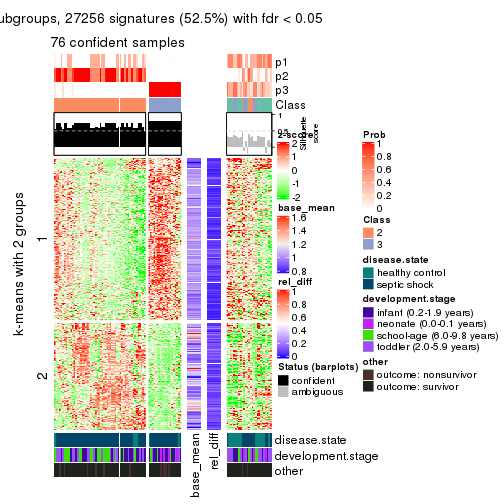 ubgroups, 27256 signatures (52.5%) with fdr < 0.05
76 confident samples
p1
p2
p3
Class
1
0.5
Silhouette
score
z-score
2
1
0
-1
-2
base_mean
1.6
1.4
1.2
1
0.8
rel_diff
1
0.8
0.6
0.4
0.2
0
Status (barplots)
confident
ambiguous
Prob
1
0.8
0.6
0.4
0.2
0
Class
2
3
disease.state
healthy control
septic shock
development.stage
infant (0.2-1.9 years)
neonate (0.0-0.1 years)
school-age (6.0-9.8 years)
toddler (2.0-5.9 years)
other
outcome: nonsurvivor
outcome: survivor
k-means with 2 groups
1
2
disease.state
development.stage
other
base_mean
rel_diff